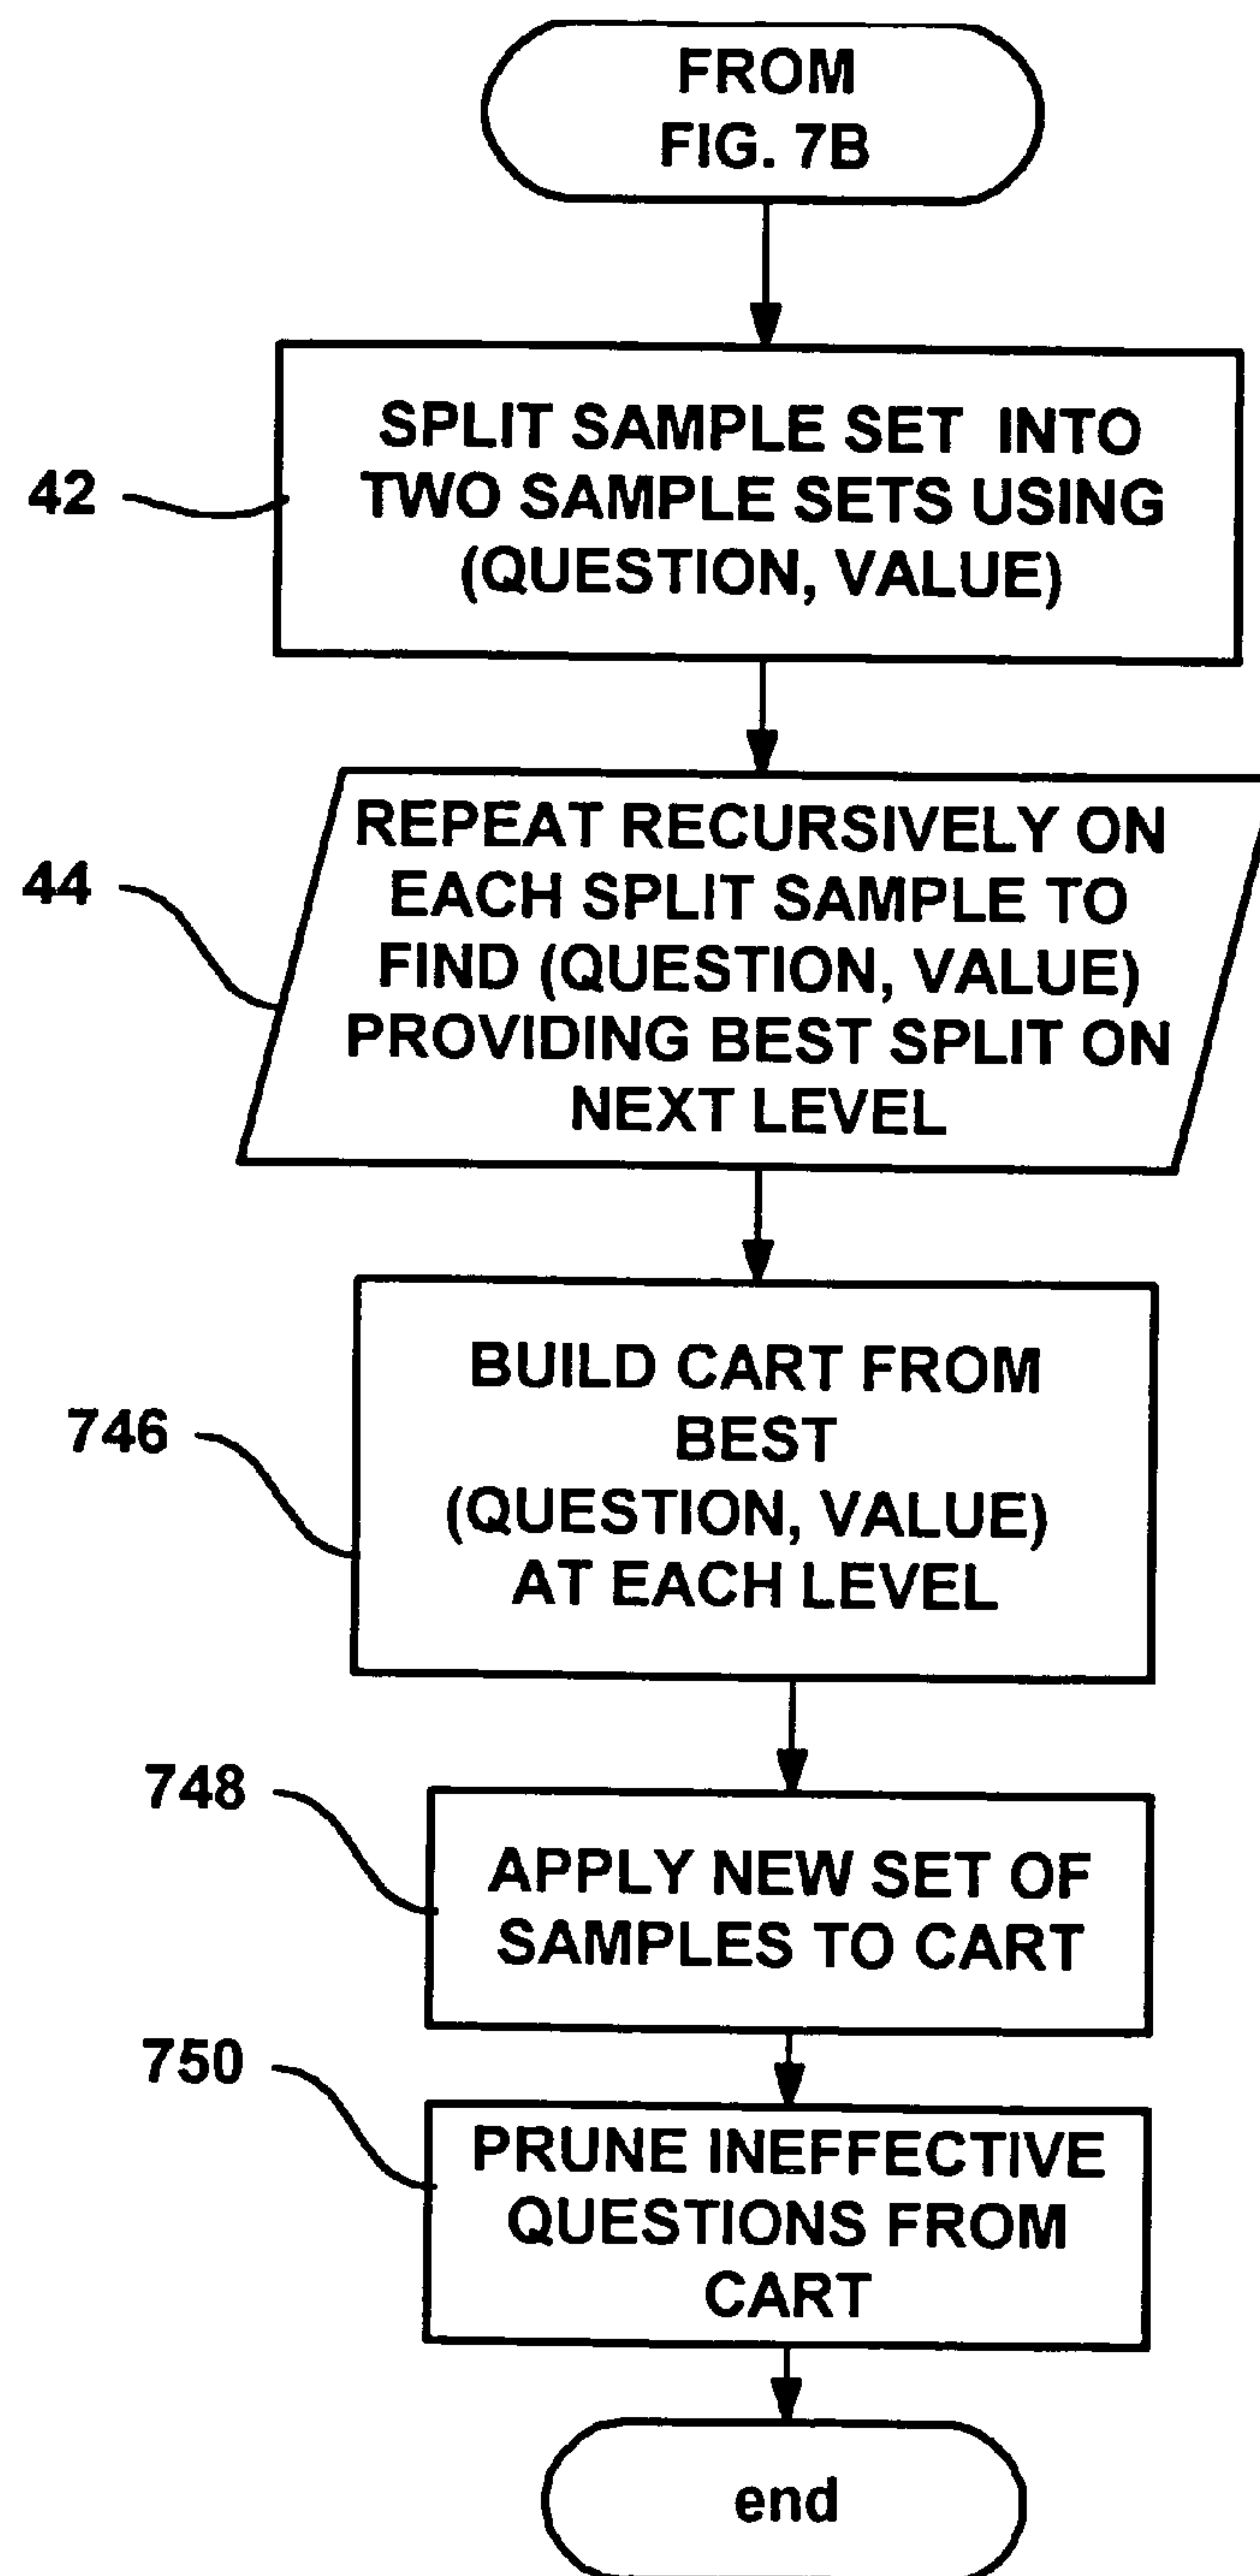 FROM
FIG. 7B
SPLIT SAMPLE SET INTO
TWO SAMPLE SETS USING
(QUESTION, VALUE)
42
REPEAT RECURSIVELY ON
EACH SPLIT SAMPLE TO
FIND (QUESTION, VALUE)
PROVIDING BEST SPLIT ON
NEXT LEVEL
44
BUILD CART FROM
BEST
(QUESTION, VALUE)
AT EACH LEVEL
746
748
APPLY NEW SET OF
SAMPLES TO CART
750
PRUNE INEFFECTIVE
QUESTIONS FROM
CART
end